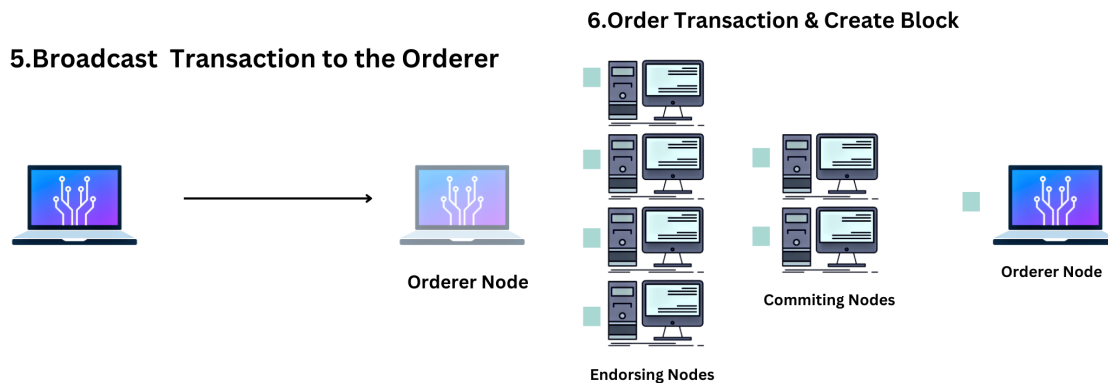 5.Broadcast Transaction to the Orderer
Orderer Node
6.Order Transaction & Create Block
Commiting Nodes
Orderer Node
Endorsing Nodes